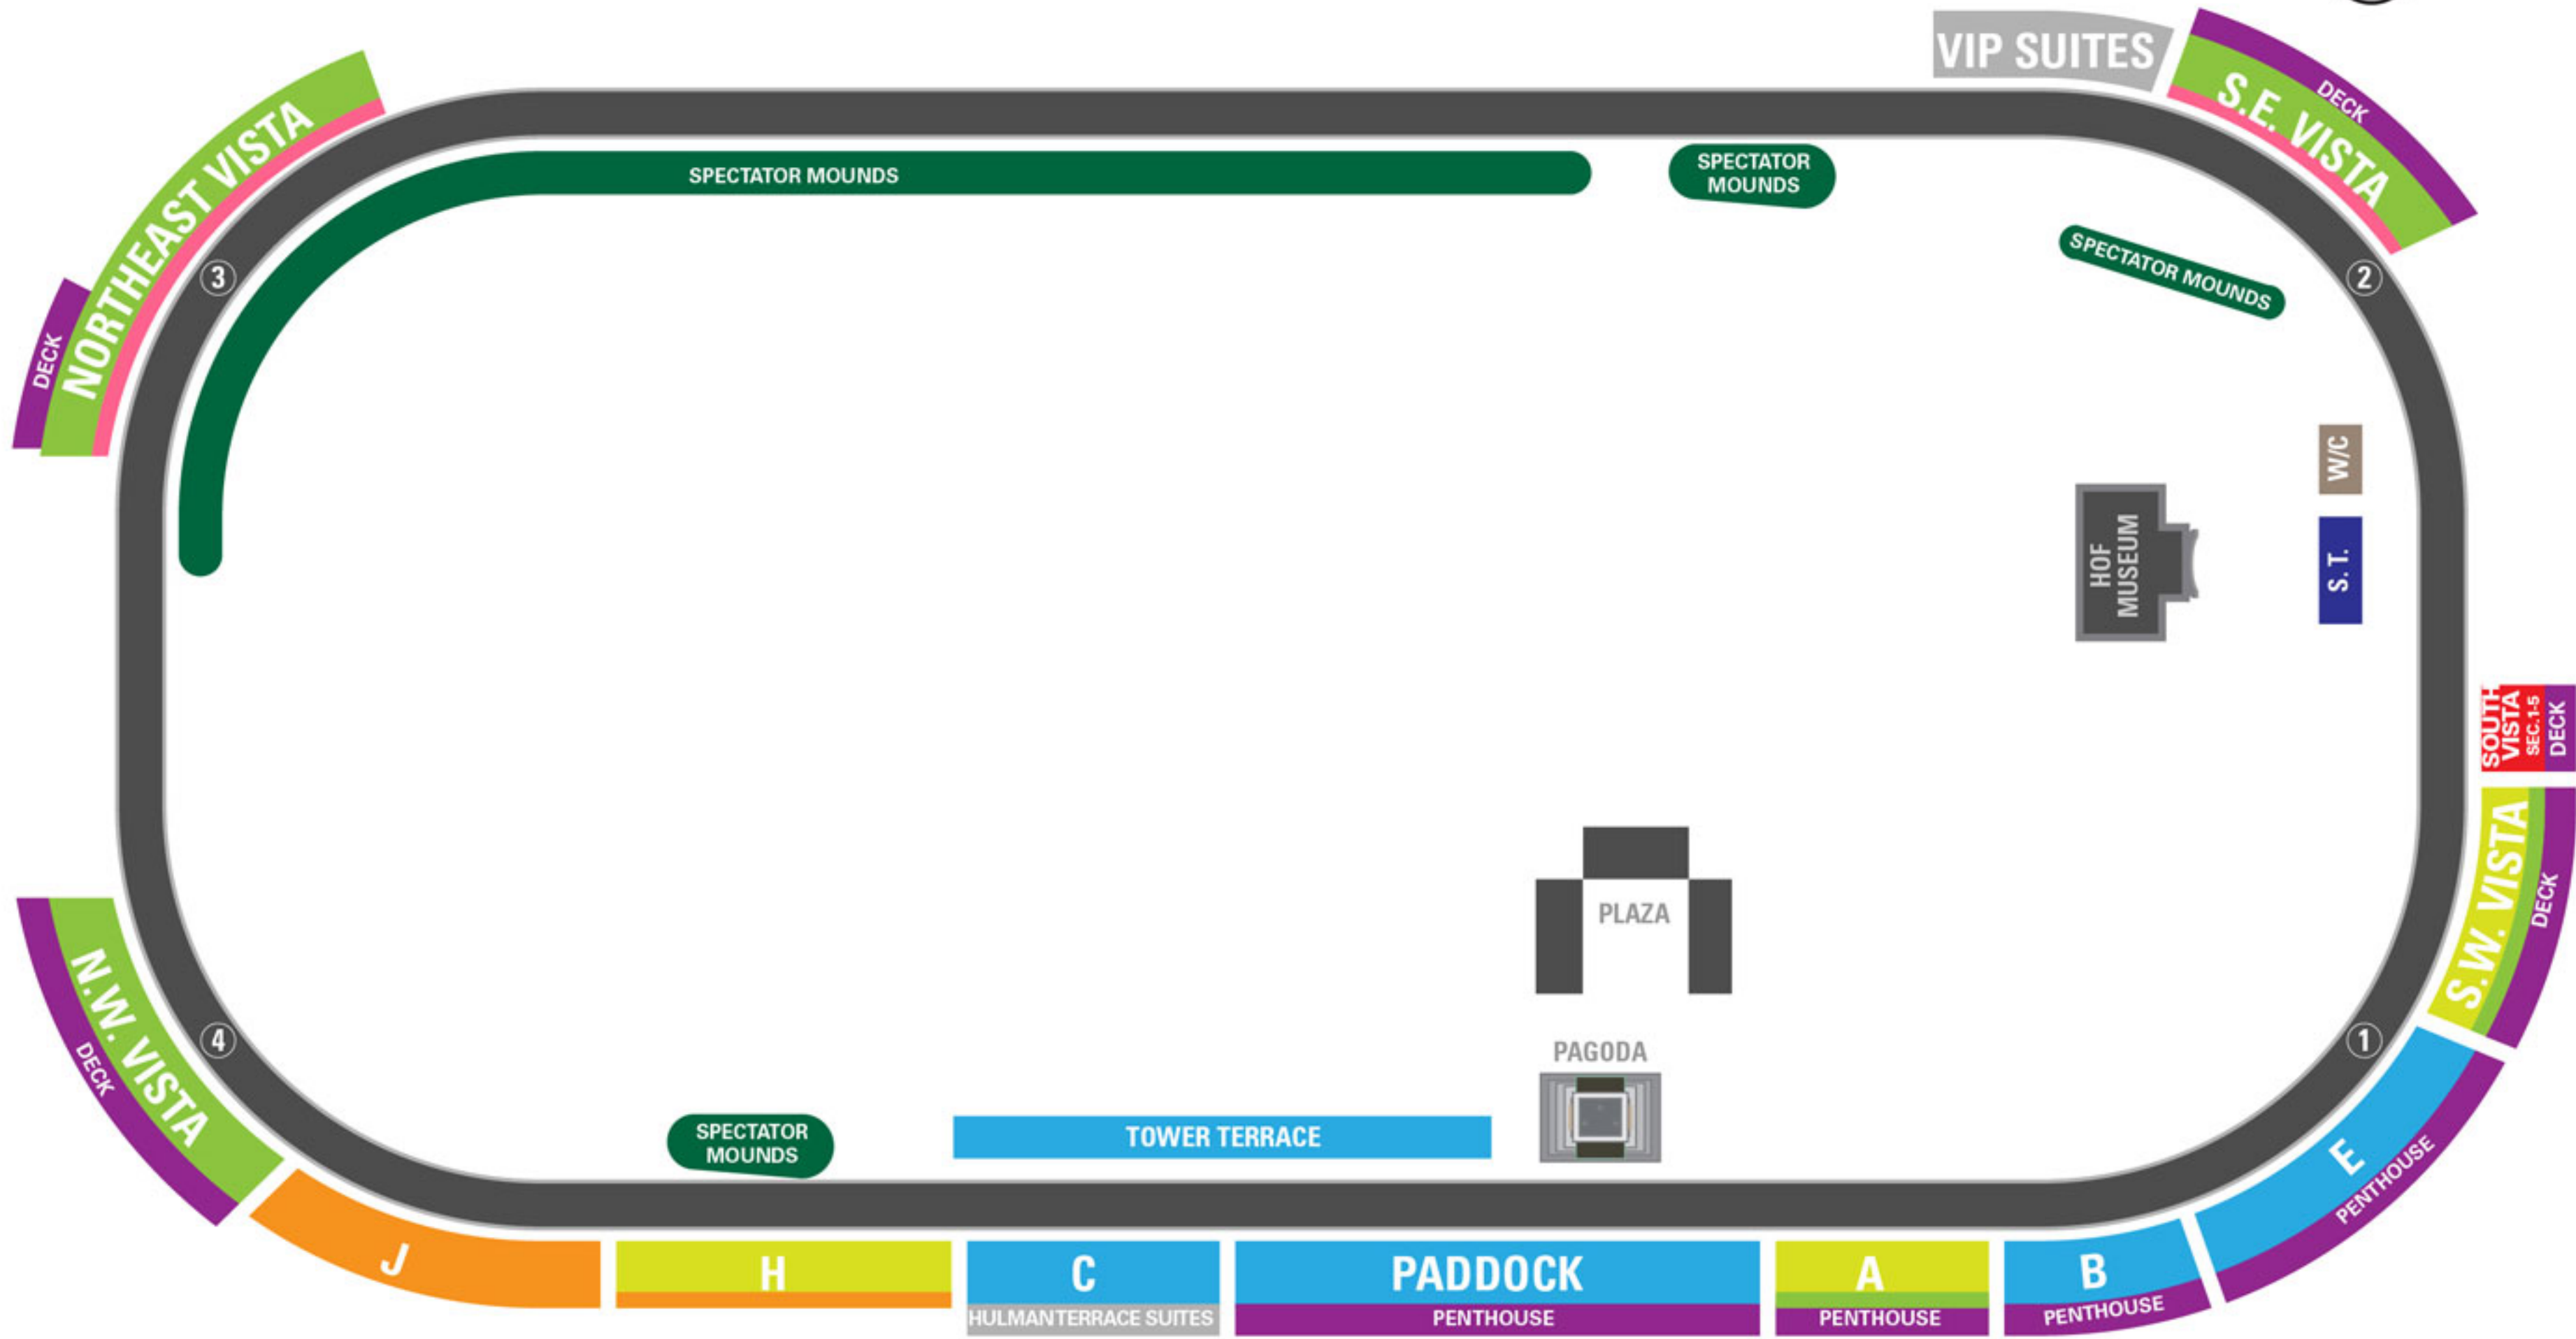 VIP SUITES
DECK
S.E. VISTA
NORTHEAST VISTA
DECK
3
SPECTATOR MOUNDS
SPECTATOR
MOUNDS
SPECTATOR MOUNDS
2
W/C
HOF
MUSEUM
S.T.
SOUTH
VISTA
SEC.1-5
DECK
S.W. VISTA
DECK
PLAZA
N.W. VISTA
DECK
4
1
PAGODA
SPECTATOR
MOUNDS
TOWER TERRACE
E
PENTHOUSE
J
H
C
HULMAN TERRACE SUITES
PADDOCK
PENTHOUSE
A
PENTHOUSE
B
PENTHOUSE